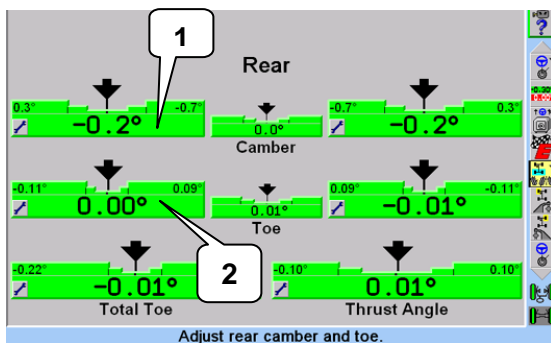 1
Rear
0.3° -0.7° -0.7° 0.3°
-0.2° 0.0° -0.2°
Camber
-0.11° 0.09° 0.09° -0.11°
0.00° 0.01° -0.01°
Toe
2
-0.22° -0.10° 0.10°
-0.01° 0.01°
Total Toe Thrust Angle
Adjust rear camber and toe.